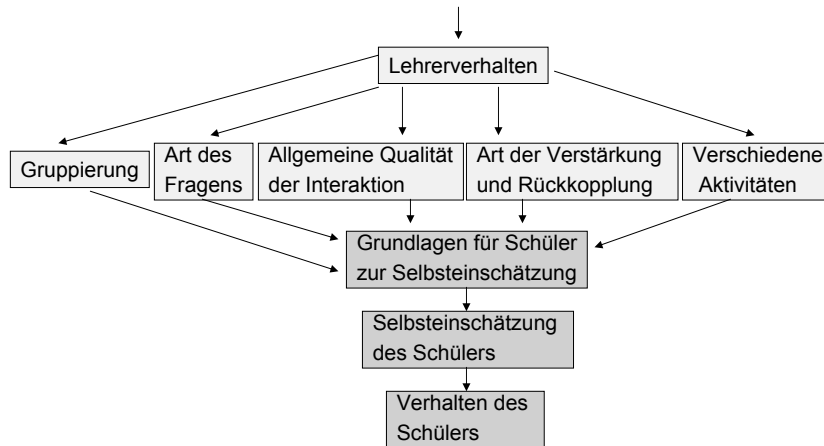 Lehrerverhalten
Gruppierung
Art des
Fragens
Allgemeine Qualität
der Interaktion
Art der Verstärkung
und Rückkopplung
Verschiedene
Aktivitäten
Grundlagen für Schüler
zur Selbsteinschätzung
Selbsteinschätzung
des Schülers
Verhalten des
Schülers